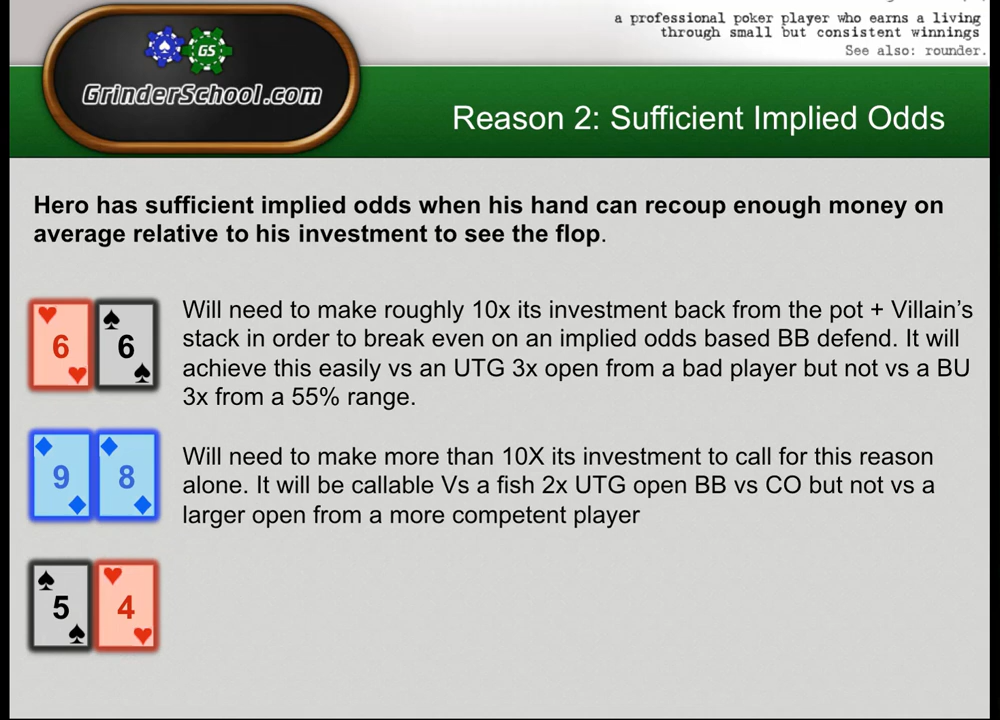 a professional poker player who earns a living
through small but consistent winnings
See also: rounder.
GS
GrinderSchool.com
Reason 2: Sufficient Implied Odds
Hero has sufficient implied odds when his hand can recoup enough money on
average relative to his investment to see the flop.
6 6
Will need to make roughly 10x its investment back from the pot + Villain's
stack in order to break even on an implied odds based BB defend. It will
achieve this easily vs an UTG 3x open from a bad player but not vs a BU
3x from a 55% range.
9 8
Will need to make more than 10X its investment to call for this reason
alone. It will be callable Vs a fish 2x UTG open BB vs CO but not vs a
larger open from a more competent player
5 4